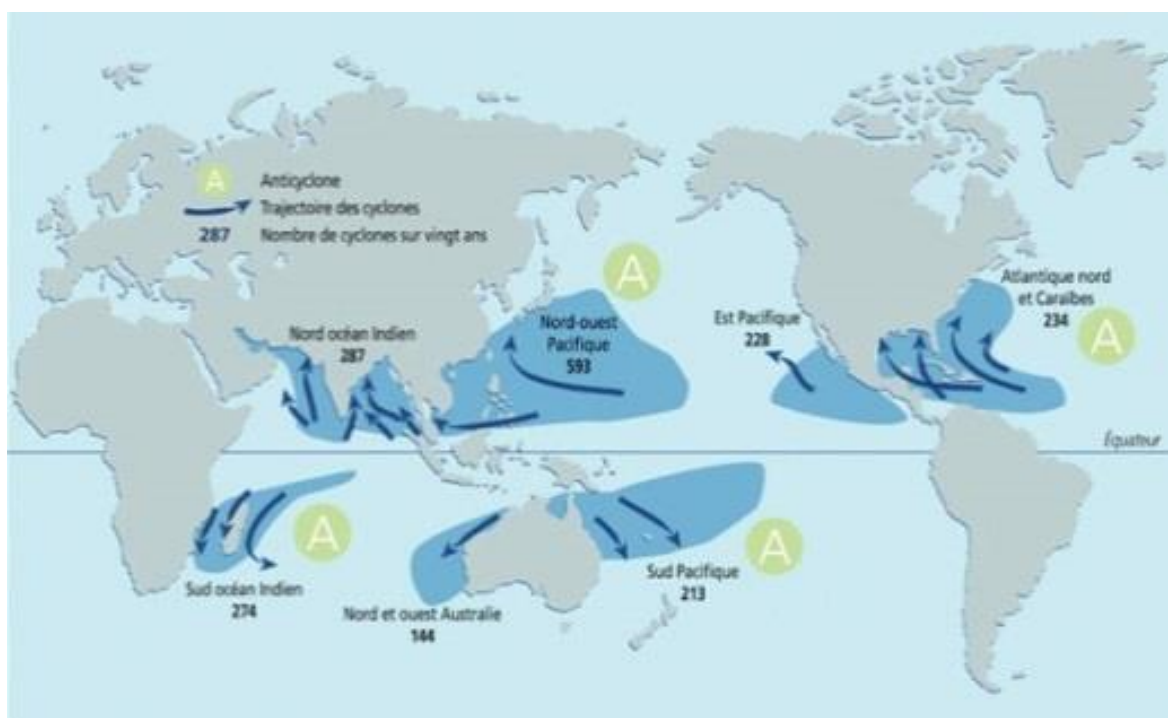 A Anticyclone
Trajectoire des cyclones
287 Nombre de cyclones sur vingt ans
A
Atlantique nord
et Caraïbes
234
A
Est Pacifique
228
Nord-ouest
Pacifique
593
Nord océan Indien
287
Équateur
A
A
Sud océan Indien
274
Nord et ouest Australie
144
Sud Pacifique
213